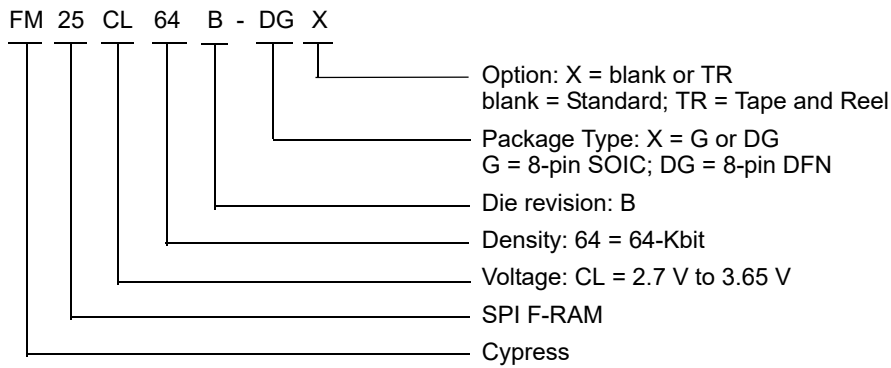 FM 25 CL 64 B - DG X
Option: X = blank or TR
blank = Standard; TR = Tape and Reel
Package Type: X = G or DG
G = 8-pin SOIC; DG = 8-pin DFN
Die revision: B
Density: 64 = 64-Kbit
Voltage: CL = 2.7 V to 3.65 V
SPI F-RAM
Cypress